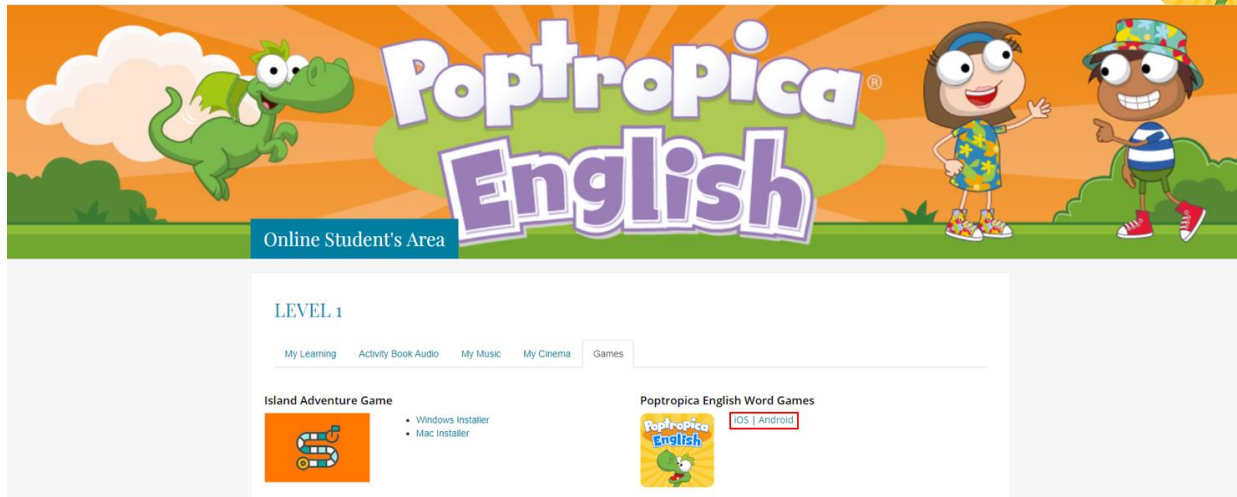 Poptropica®
English
Online Student's Area
LEVEL 1
My Learning Activity Book Audio My Music My Cinema Games
Island Adventure Game
Windows Installer
Mac Installer
Poptropica English Word Games
iOS | Android
Poptropica
English